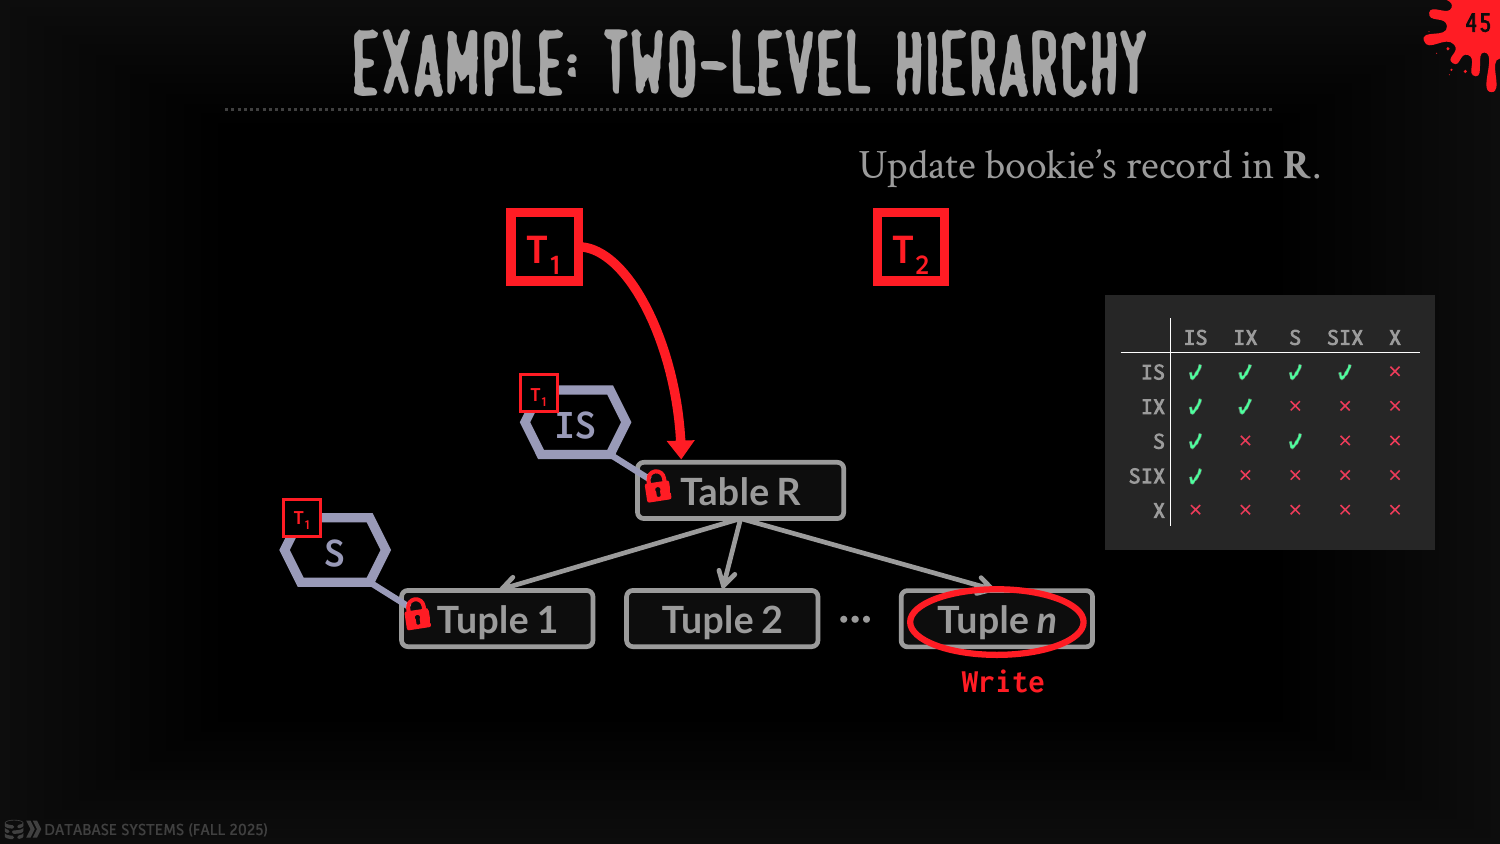 45
EXAMPLE: TWO-LEVEL HIERARCHY
Update bookie’s record in R.
T1
T2
IS IX S SIX X
IS ✓ ✓ ✓ ✓ ×
IX ✓ ✓ × × ×
S ✓ × ✓ × ×
SIX ✓ × × × ×
X × × × × ×
T1
IS
Table R
T1
S
Tuple 1
Tuple 2
...
Tuple n
Write
DATABASE SYSTEMS (FALL 2025)